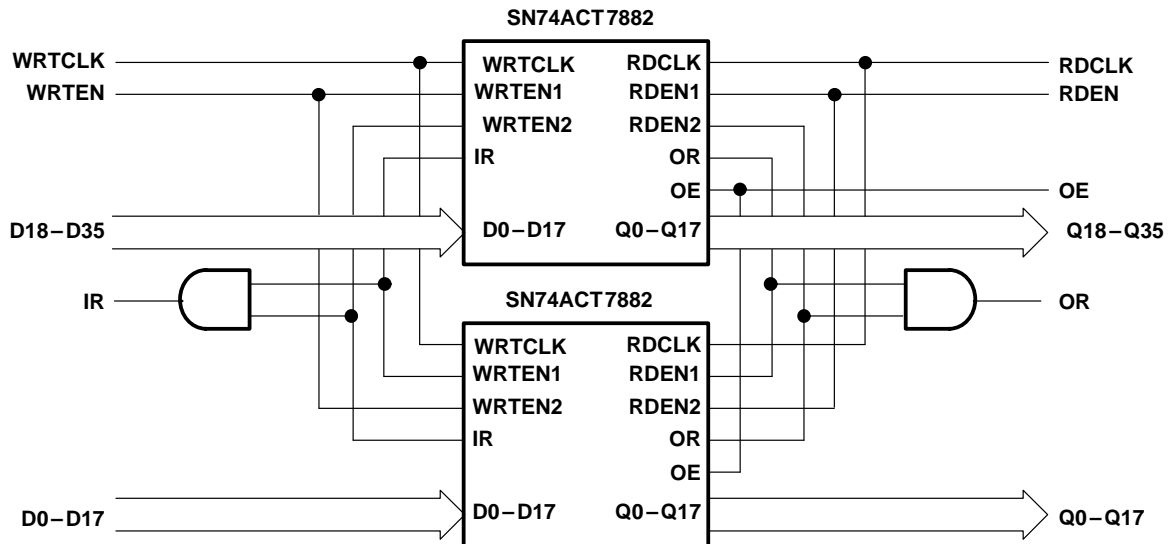 SN74ACT7882
WRTCLK
WRTEN
WRTCLK
WRTEN1
WRTEN2
IR
D0–D17
RDCLK
RDEN1
RDEN2
OR
OE
Q0–Q17
RDCLK
RDEN
OE
D18–D35
Q18–Q35
IR
OR
SN74ACT7882
WRTCLK
WRTEN1
WRTEN2
IR
D0–D17
RDCLK
RDEN1
RDEN2
OR
OE
Q0–Q17
D0–D17
Q0–Q17